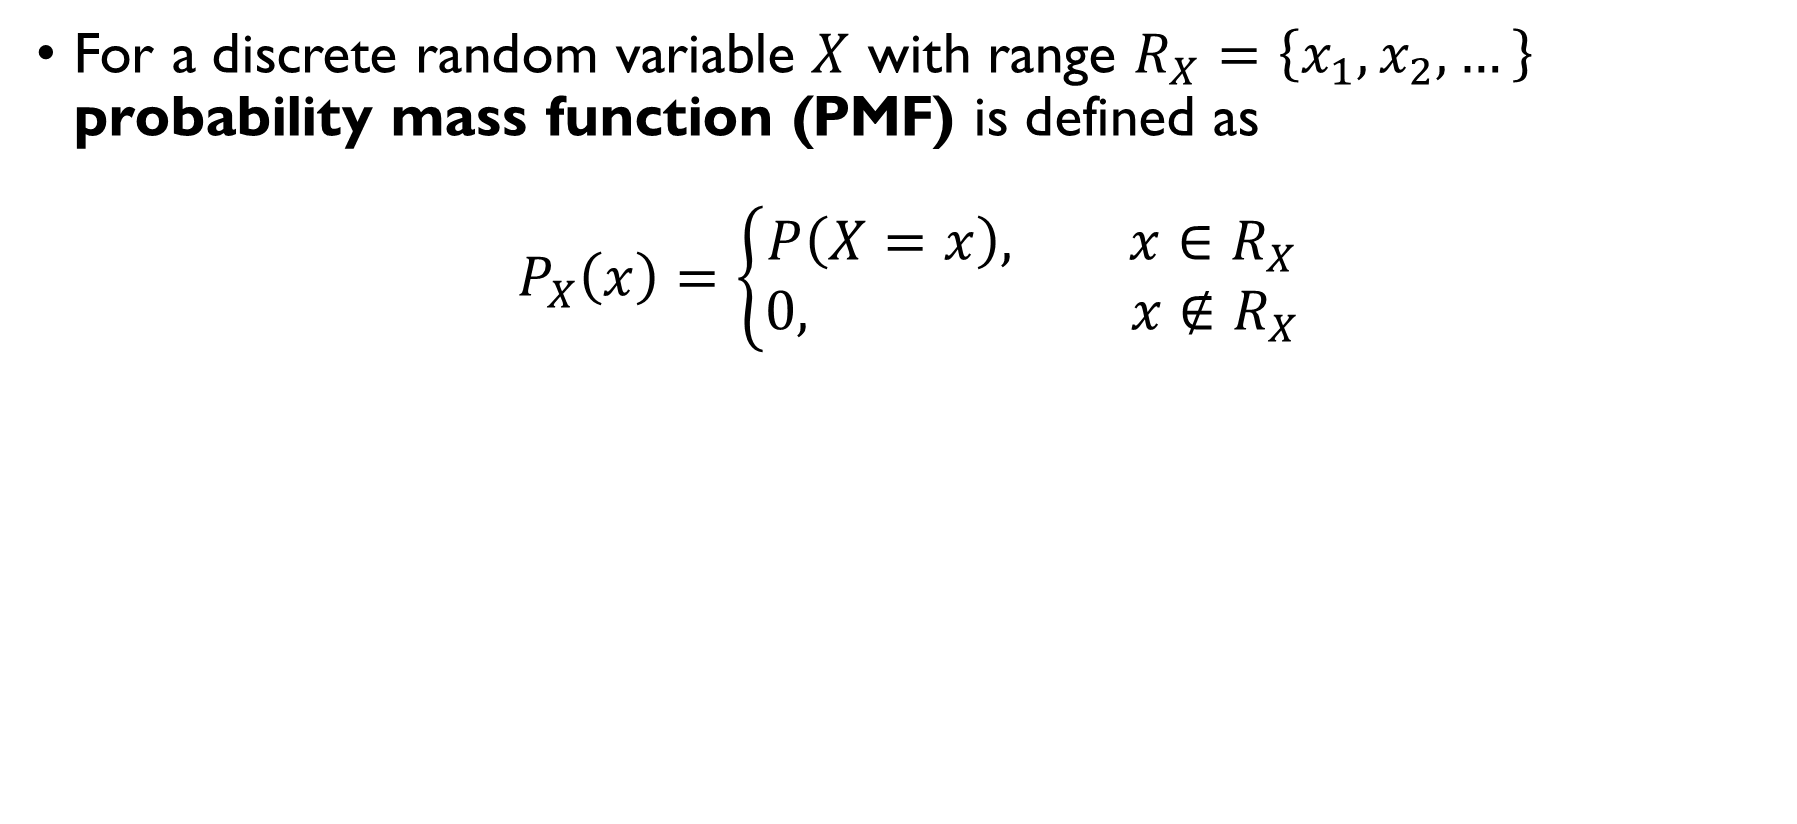 • For a discrete random variable X with range R_X = {x_1, x_2, … }
probability mass function (PMF) is defined as
P_X(x) = { P(X = x), x ∈ R_X
0, x ∉ R_X